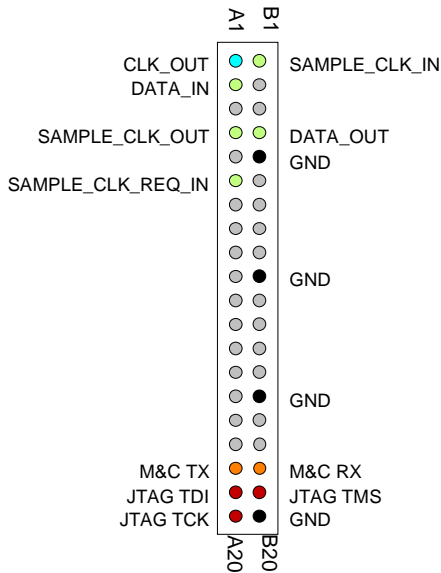 A1 B1
CLK_OUT SAMPLE_CLK_IN
DATA_IN
SAMPLE_CLK_OUT DATA_OUT
GND
SAMPLE_CLK_REQ_IN
GND
GND
M&C TX M&C RX
JTAG TDI JTAG TMS
JTAG TCK GND
A20 B20